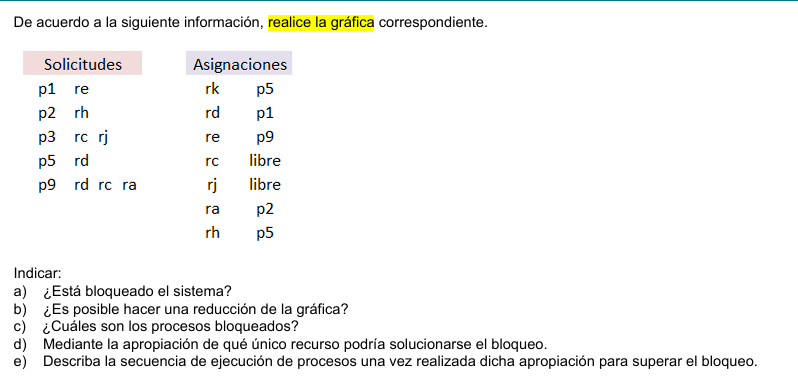 De acuerdo a la siguiente información, realice la gráfica correspondiente.
Solicitudes Asignaciones
p1 re rk p5
p2 rh rd p1
p3 rc rj re p9
p5 rd rc libre
p9 rd rc ra rj libre
ra p2
rh p5
Indicar:
a) ¿Está bloqueado el sistema?
b) ¿Es posible hacer una reducción de la gráfica?
c) ¿Cuáles son los procesos bloqueados?
d) Mediante la apropiación de qué único recurso podría solucionarse el bloqueo.
e) Describa la secuencia de ejecución de procesos una vez realizada dicha apropiación para superar el bloqueo.